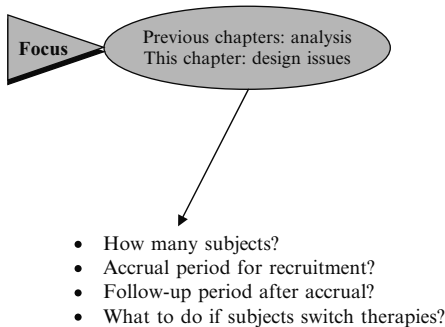 Focus
Previous chapters: analysis
This chapter: design issues
• How many subjects?
• Accrual period for recruitment?
• Follow-up period after accrual?
• What to do if subjects switch therapies?